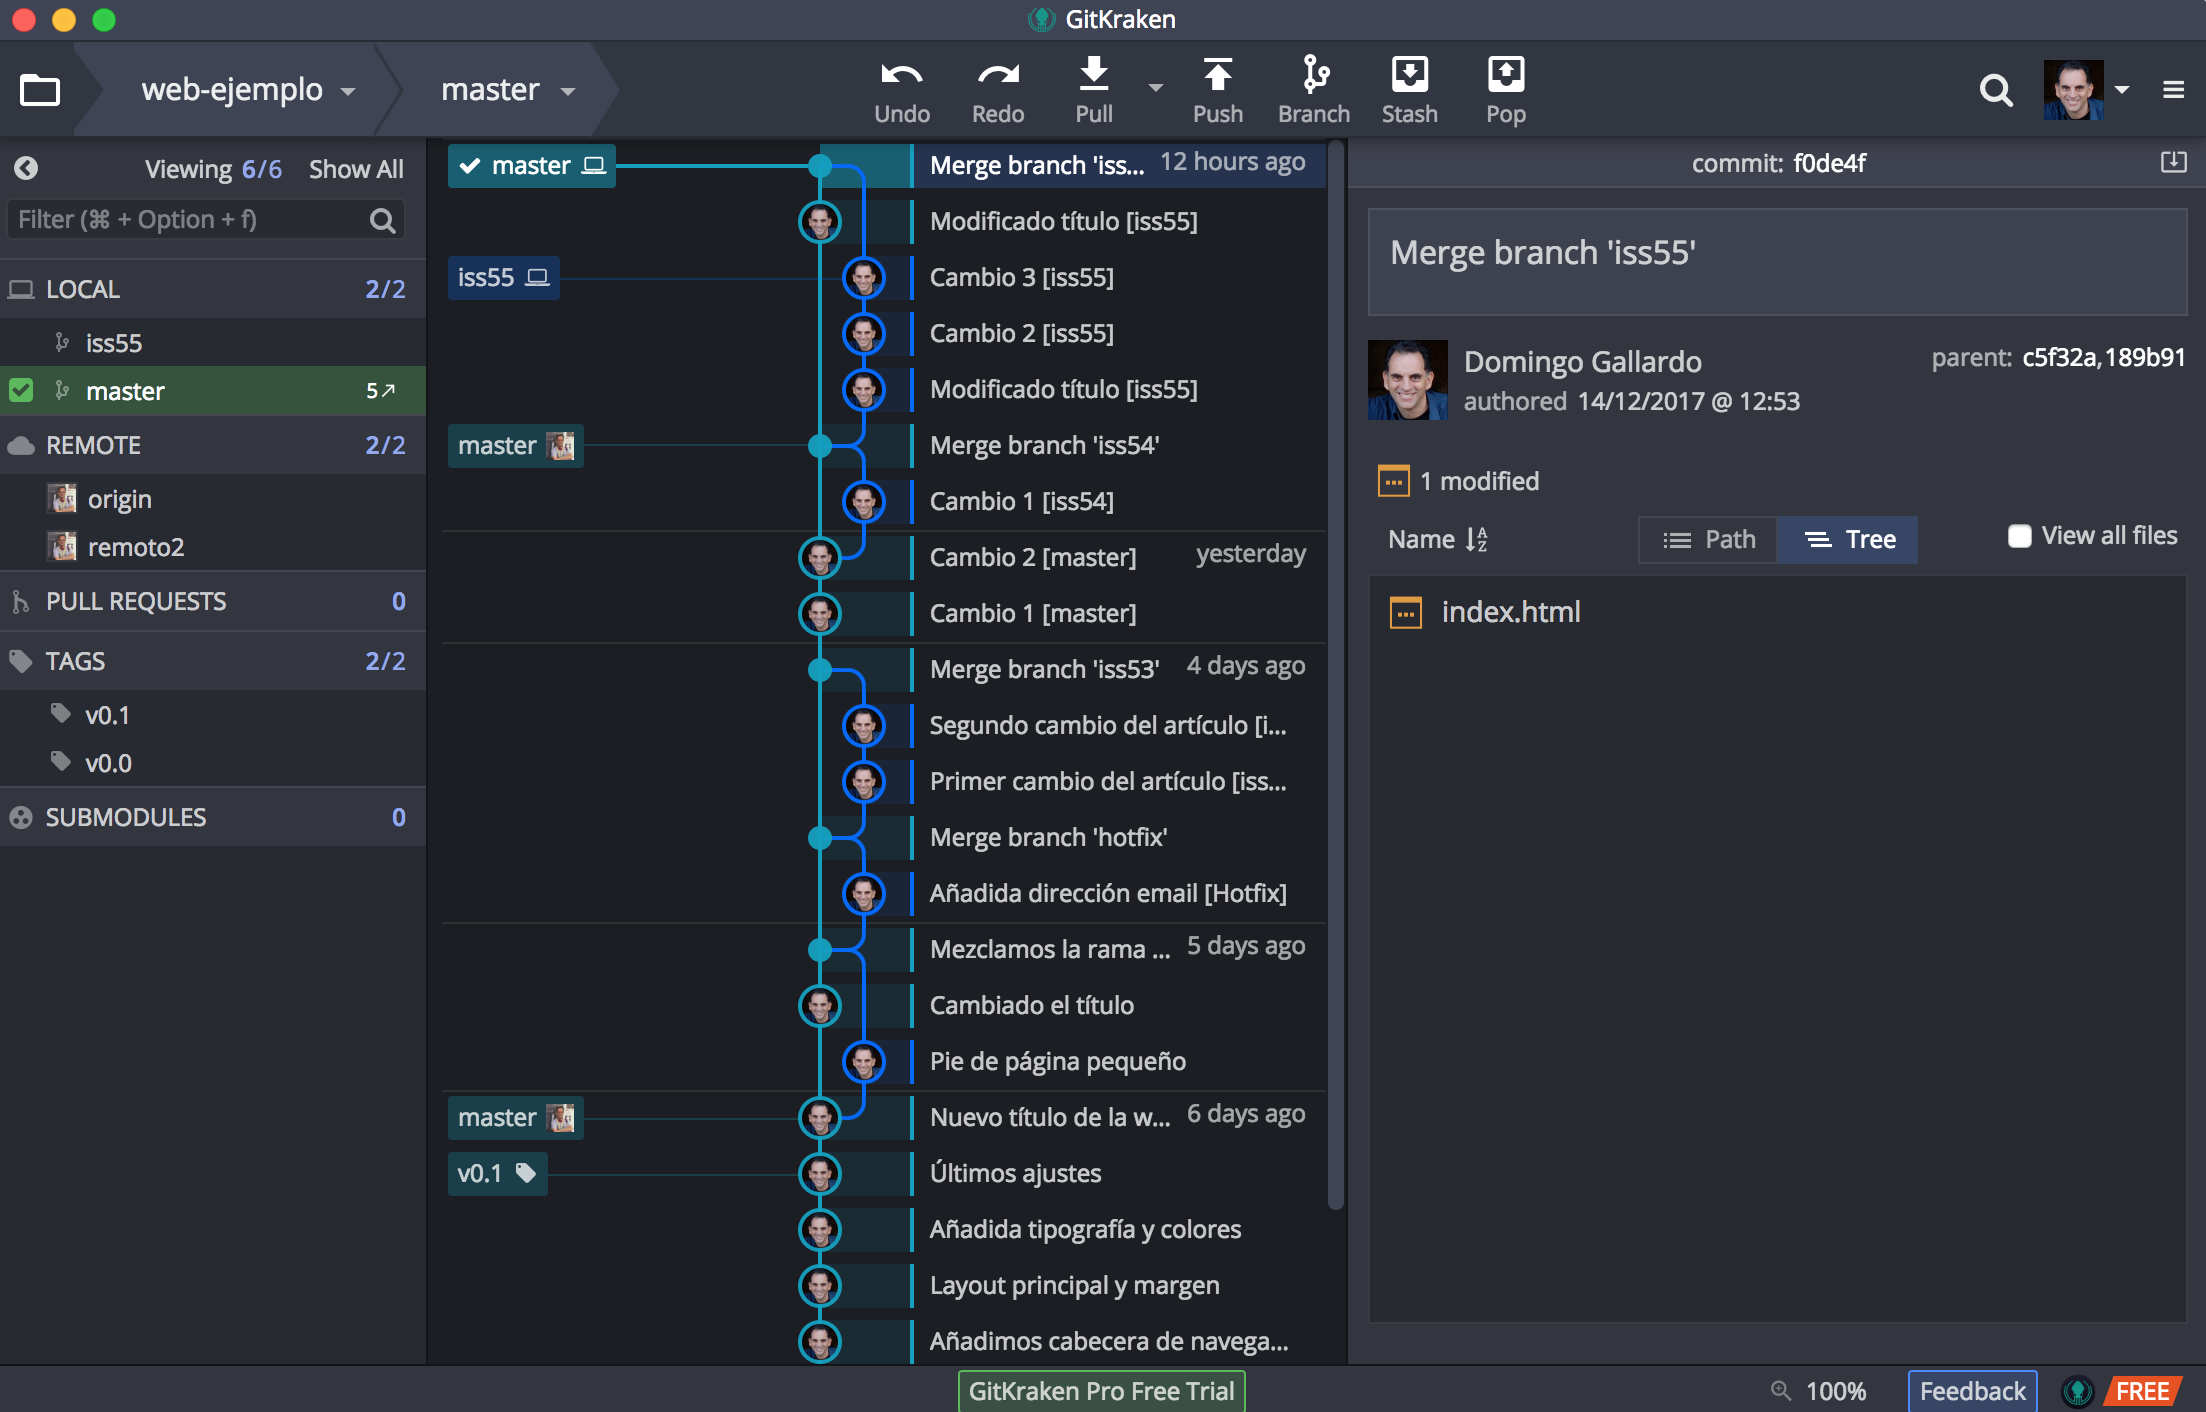 GitKraken
web-ejemplo
master
Undo
Redo
Pull
Push
Branch
Stash
Pop
Viewing 6/6 Show All
Filter (⌘ + Option + f)
LOCAL 2/2
iss55
master 5↗
REMOTE 2/2
origin
remoto2
PULL REQUESTS 0
TAGS 2/2
v0.1
v0.0
SUBMODULES 0
master Merge branch 'iss... 12 hours ago
Modificado título [iss55]
iss55 Cambio 3 [iss55]
Cambio 2 [iss55]
Modificado título [iss55]
master Merge branch 'iss54'
Cambio 1 [iss54]
Cambio 2 [master] yesterday
Cambio 1 [master]
Merge branch 'iss53' 4 days ago
Segundo cambio del artículo [i...
Primer cambio del artículo [iss...
Merge branch 'hotfix'
Añadida dirección email [Hotfix]
Mezclamos la rama ... 5 days ago
Cambiado el título
Pie de página pequeño
master Nuevo título de la w... 6 days ago
v0.1 Últimos ajustes
Añadida tipografía y colores
Layout principal y margen
Añadimos cabecera de navega...
commit: f0de4f
Merge branch 'iss55'
Domingo Gallardo
authored 14/12/2017 @ 12:53
parent: c5f32a,189b91
1 modified
Name
Path
Tree
View all files
index.html
GitKraken Pro Free Trial
100%
Feedback
FREE